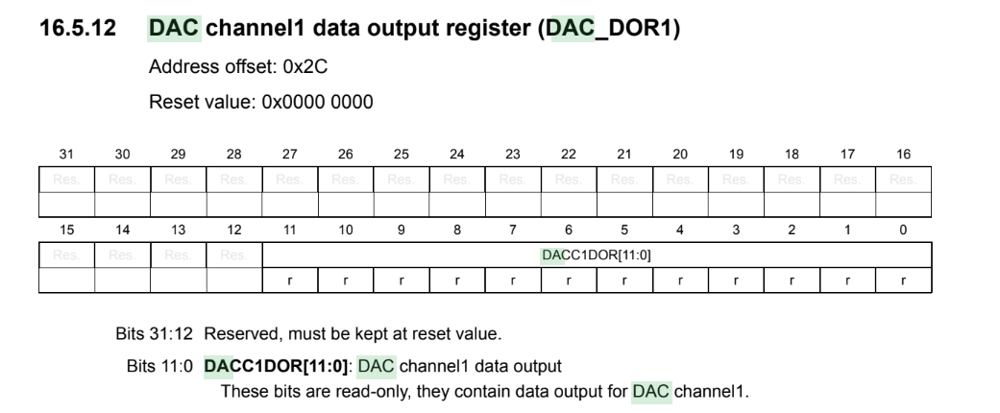 16.5.12 DAC channel1 data output register (DAC_DOR1)
Address offset: 0x2C
Reset value: 0x0000 0000
31 30 29 28 27 26 25 24 23 22 21 20 19 18 17 16
Res. Res. Res. Res. Res. Res. Res. Res. Res. Res. Res. Res. Res. Res. Res. Res.
15 14 13 12 11 10 9 8 7 6 5 4 3 2 1 0
Res. Res. Res. Res. DACC1DOR[11:0]
r r r r r r r r r r r r
Bits 31:12 Reserved, must be kept at reset value.
Bits 11:0 DACC1DOR[11:0]: DAC channel1 data output
These bits are read-only, they contain data output for DAC channel1.